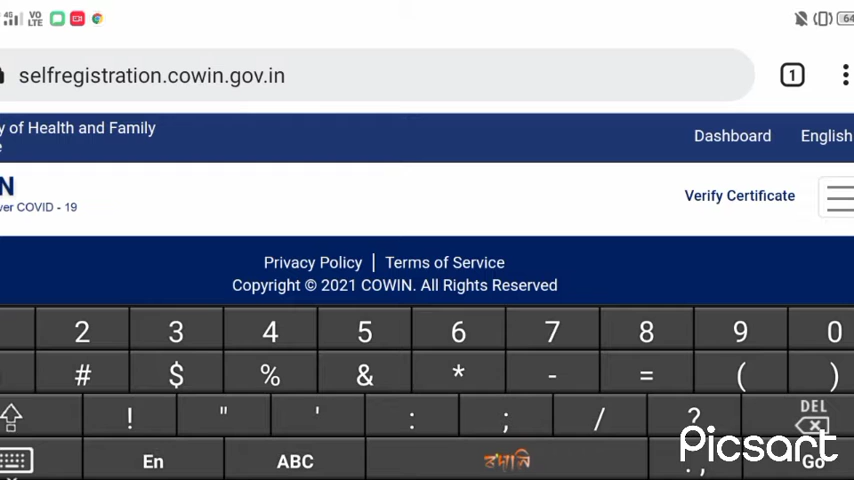 4G VO LTE 64
selfregistration.cowin.gov.in 1
y of Health and Family
e
Dashboard English
N
ver COVID - 19
Verify Certificate
Privacy Policy | Terms of Service
Copyright © 2021 COWIN. All Rights Reserved
2 3 4 5 6 7 8 9 0
# $ % & * - = ( )
! " ' : ; / ? DEL
En ABC . , Go
Picsart